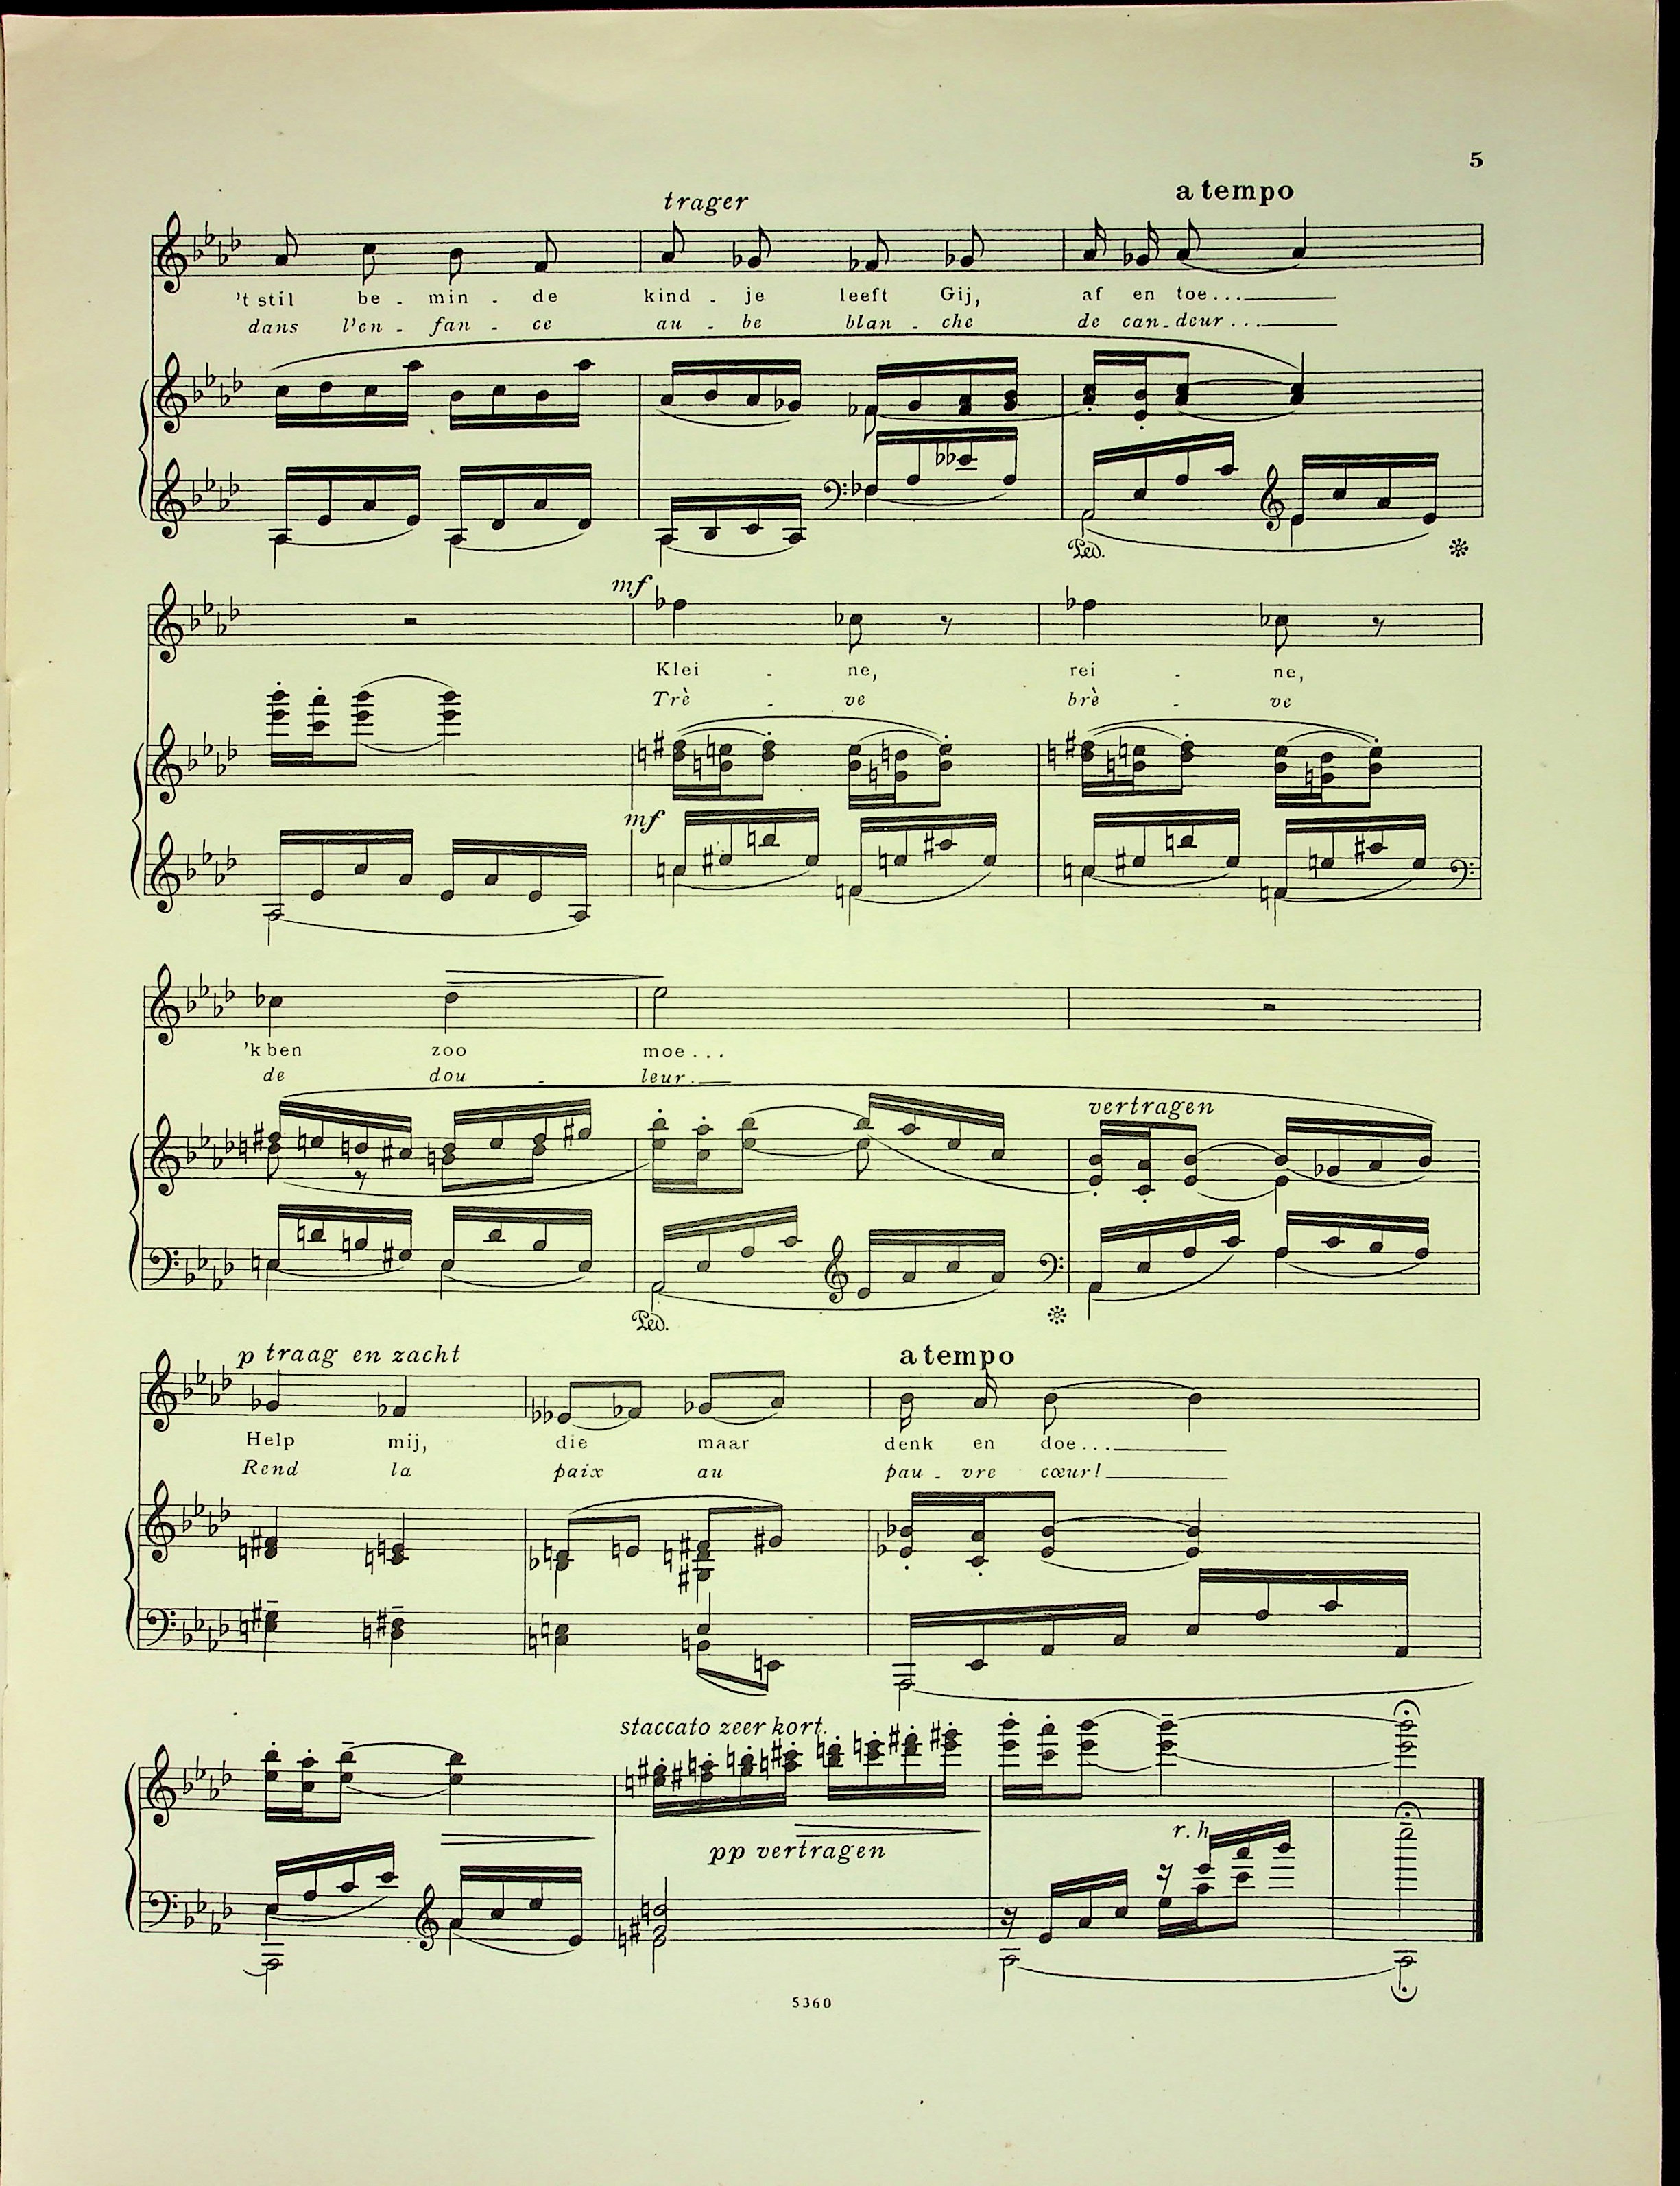 5
trager
a tempo
't stil be - min - de kind - je leeft Gij, af en toe...
dans l'en - fan - ce au - be blan - che de can - deur...
Ped.
mf
Klei - ne, rei - ne,
Trè - ve brè - ve
mf
'k ben zoo moe...
de dou - leur.
vertragen
Ped.
p traag en zacht
a tempo
Help mij, die maar denk en doe...
Rend la paix au pau - vre cœur!
staccato zeer kort.
pp vertragen
r. h.
5360